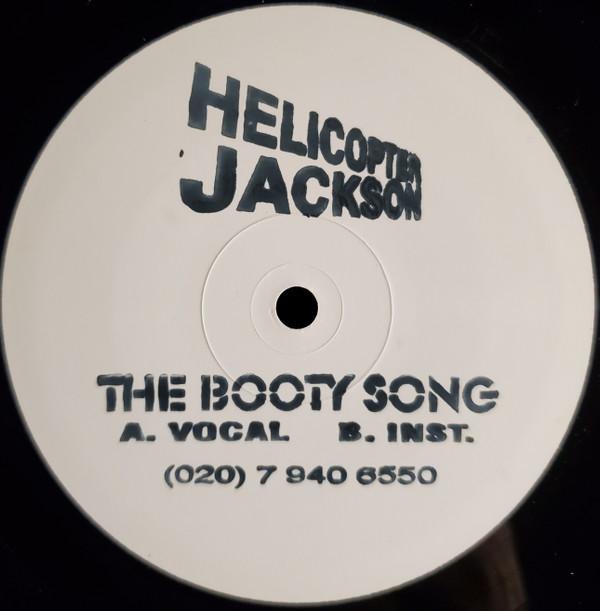 HELICOPTER
JACKSON
THE BOOTY SONG
A. VOCAL B. INST.
(020) 7 940 6550